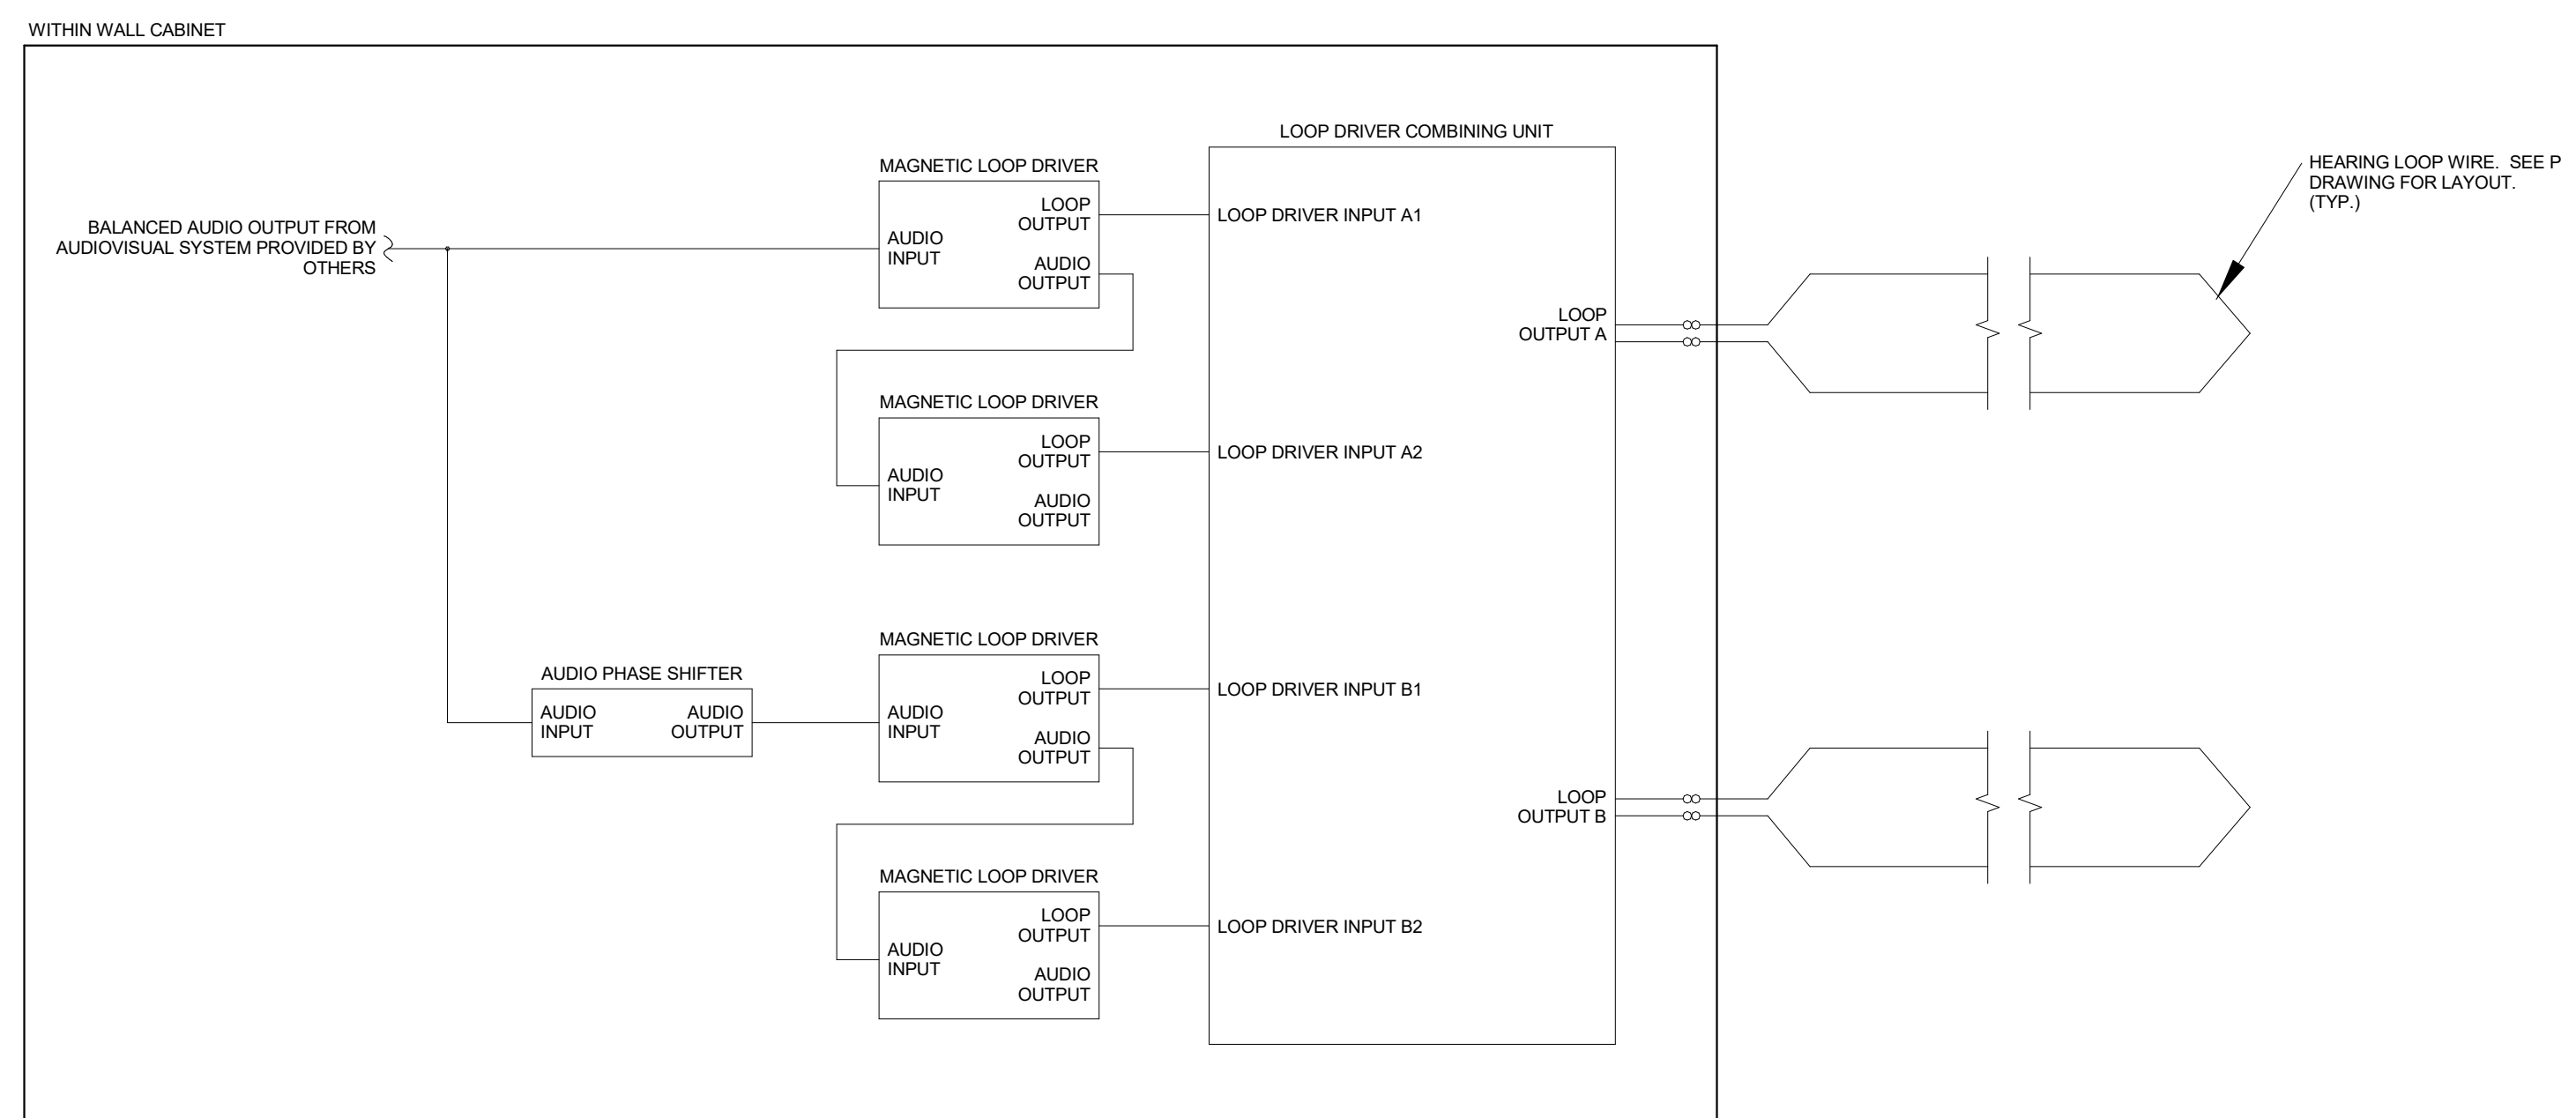 WITHIN WALL CABINET
LOOP DRIVER COMBINING UNIT
MAGNETIC LOOP DRIVER
HEARING LOOP WIRE. SEE P
DRAWING FOR LAYOUT.
(TYP.)
BALANCED AUDIO OUTPUT FROM
AUDIOVISUAL SYSTEM PROVIDED BY
OTHERS
AUDIO
INPUT
LOOP
OUTPUT
AUDIO
OUTPUT
LOOP DRIVER INPUT A1
LOOP
OUTPUT A
MAGNETIC LOOP DRIVER
AUDIO
INPUT
LOOP
OUTPUT
AUDIO
OUTPUT
LOOP DRIVER INPUT A2
MAGNETIC LOOP DRIVER
AUDIO PHASE SHIFTER
AUDIO
INPUT
AUDIO
OUTPUT
AUDIO
INPUT
LOOP
OUTPUT
AUDIO
OUTPUT
LOOP DRIVER INPUT B1
LOOP
OUTPUT B
MAGNETIC LOOP DRIVER
AUDIO
INPUT
LOOP
OUTPUT
AUDIO
OUTPUT
LOOP DRIVER INPUT B2